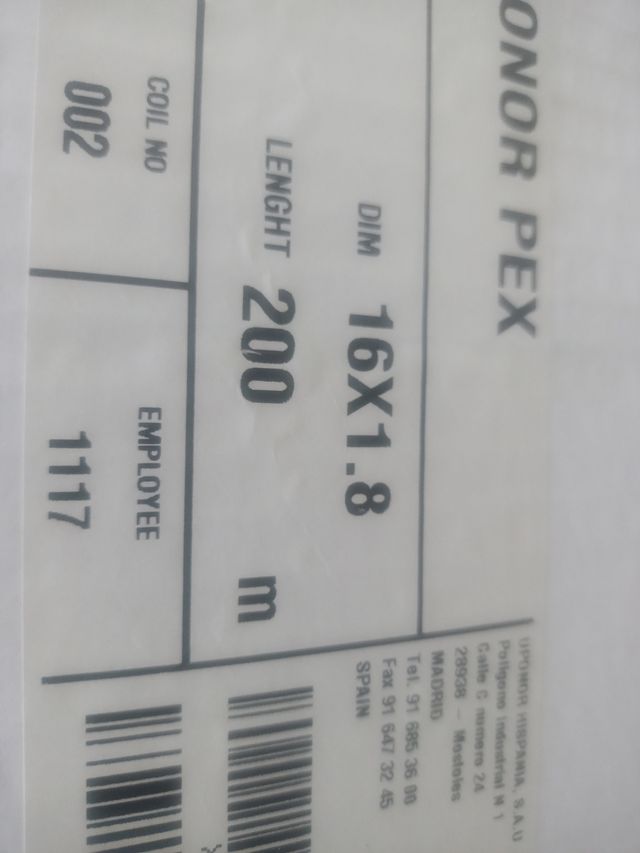 ONOR PEX
UPONOR HISPANIA, S.A.U
Poligono Industrial N 1
Calle C numero 24
28938 - Mostoles
MADRID
Tel. 91 685 36 00
Fax 91 647 32 45
SPAIN
DIM 16X1.8
LENGHT 200 m
COIL NO
002
EMPLOYEE
1117